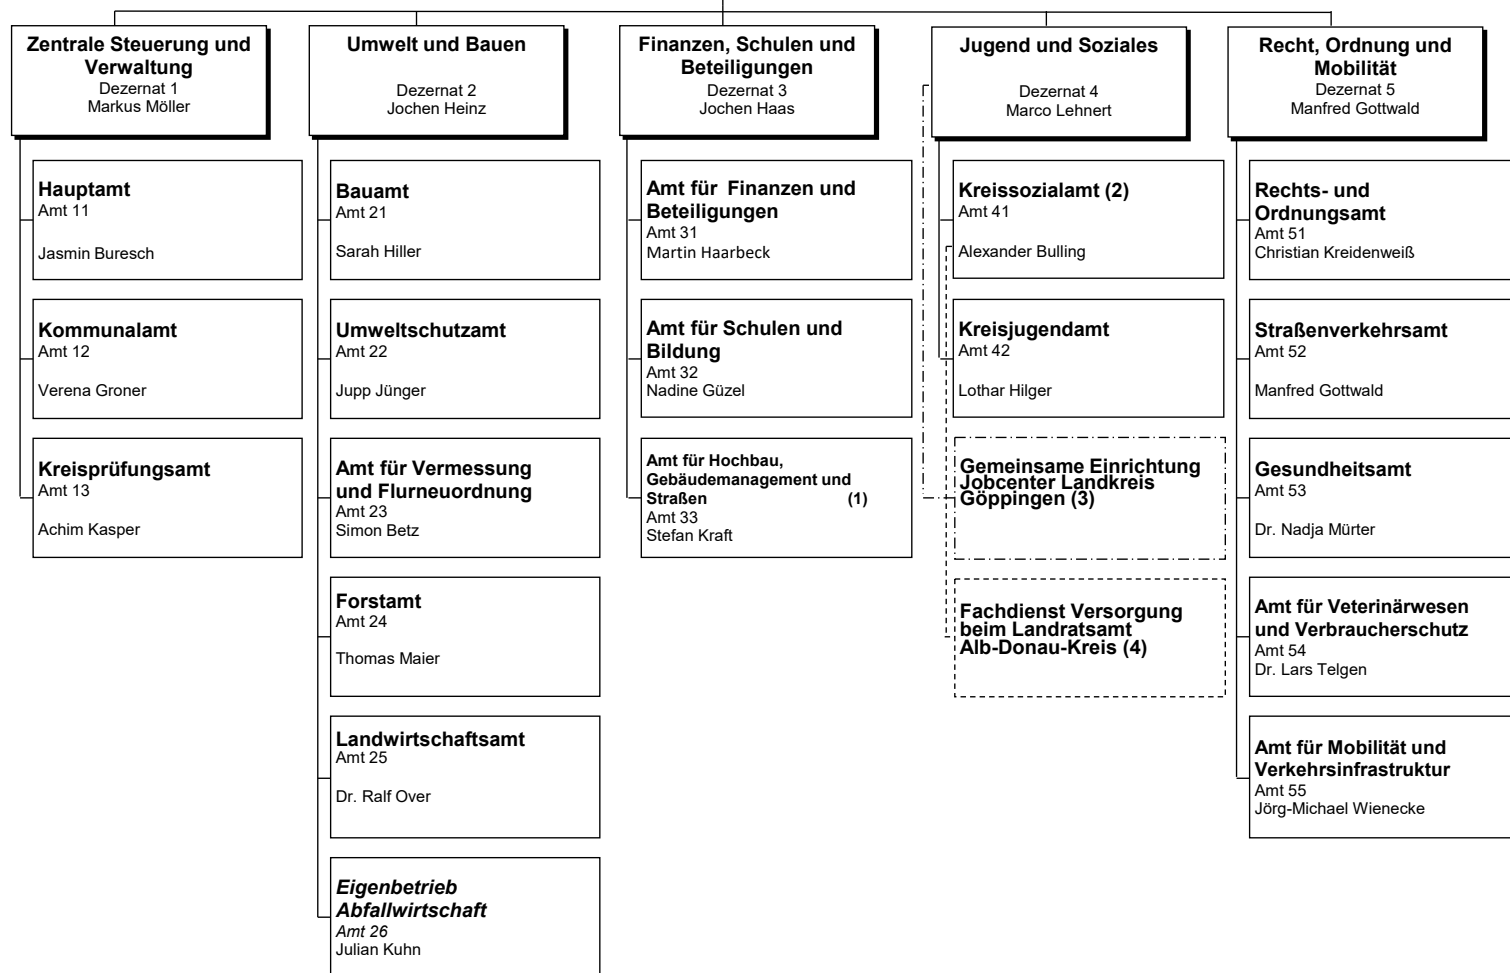 Zentrale Steuerung und
Verwaltung
Dezernat 1
Markus Möller
Hauptamt
Amt 11
Jasmin Buresch
Kommunalamt
Amt 12
Verena Groner
Kreisprüfungsamt
Amt 13
Achim Kasper
Umwelt und Bauen
Dezernat 2
Jochen Heinz
Bauamt
Amt 21
Sarah Hiller
Umweltschutzamt
Amt 22
Jupp Jünger
Amt für Vermessung
und Flurneuordnung
Amt 23
Simon Betz
Forstamt
Amt 24
Thomas Maier
Landwirtschaftsamt
Amt 25
Dr. Ralf Over
Eigenbetrieb
Abfallwirtschaft
Amt 26
Julian Kuhn
Finanzen, Schulen und
Beteiligungen
Dezernat 3
Jochen Haas
Amt für Finanzen und
Beteiligungen
Amt 31
Martin Haarbeck
Amt für Schulen und
Bildung
Amt 32
Nadine Güzel
Amt für Hochbau,
Gebäudemanagement und
Straßen (1)
Amt 33
Stefan Kraft
Jugend und Soziales
Dezernat 4
Marco Lehnert
Kreissozialamt (2)
Amt 41
Alexander Bulling
Kreisjugendamt
Amt 42
Lothar Hilger
Gemeinsame Einrichtung
Jobcenter Landkreis
Göppingen (3)
Fachdienst Versorgung
beim Landratsamt
Alb-Donau-Kreis (4)
Recht, Ordnung und
Mobilität
Dezernat 5
Manfred Gottwald
Rechts- und
Ordnungsamt
Amt 51
Christian Kreidenweiß
Straßenverkehrsamt
Amt 52
Manfred Gottwald
Gesundheitsamt
Amt 53
Dr. Nadja Mürter
Amt für Veterinärwesen
und Verbraucherschutz
Amt 54
Dr. Lars Telgen
Amt für Mobilität und
Verkehrsinfrastruktur
Amt 55
Jörg-Michael Wienecke